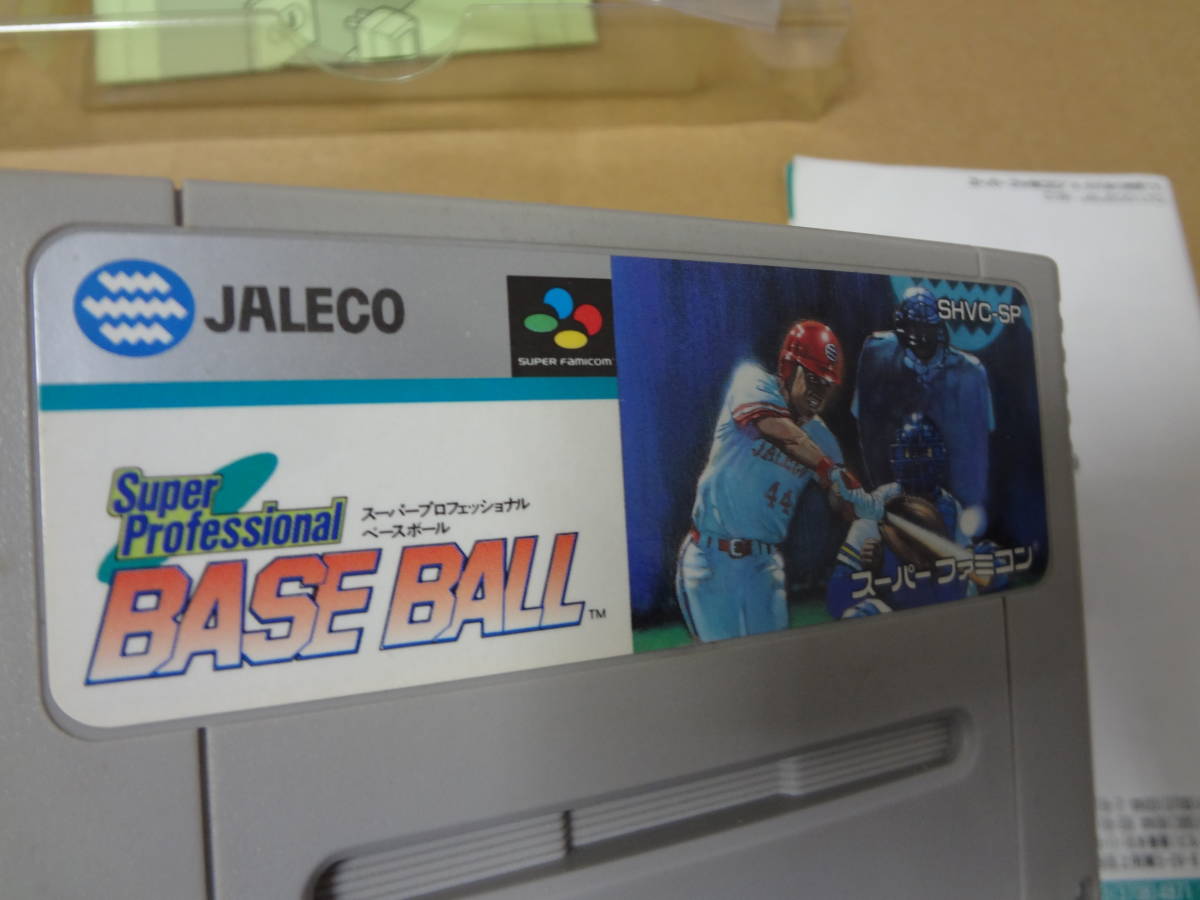 JALECO
SUPER FAMICOM
SHVC-SP
Super
Professional
スーパープロフェッショナル
ベースボール
BASE BALL™
JALECO
44
スーパーファミコン